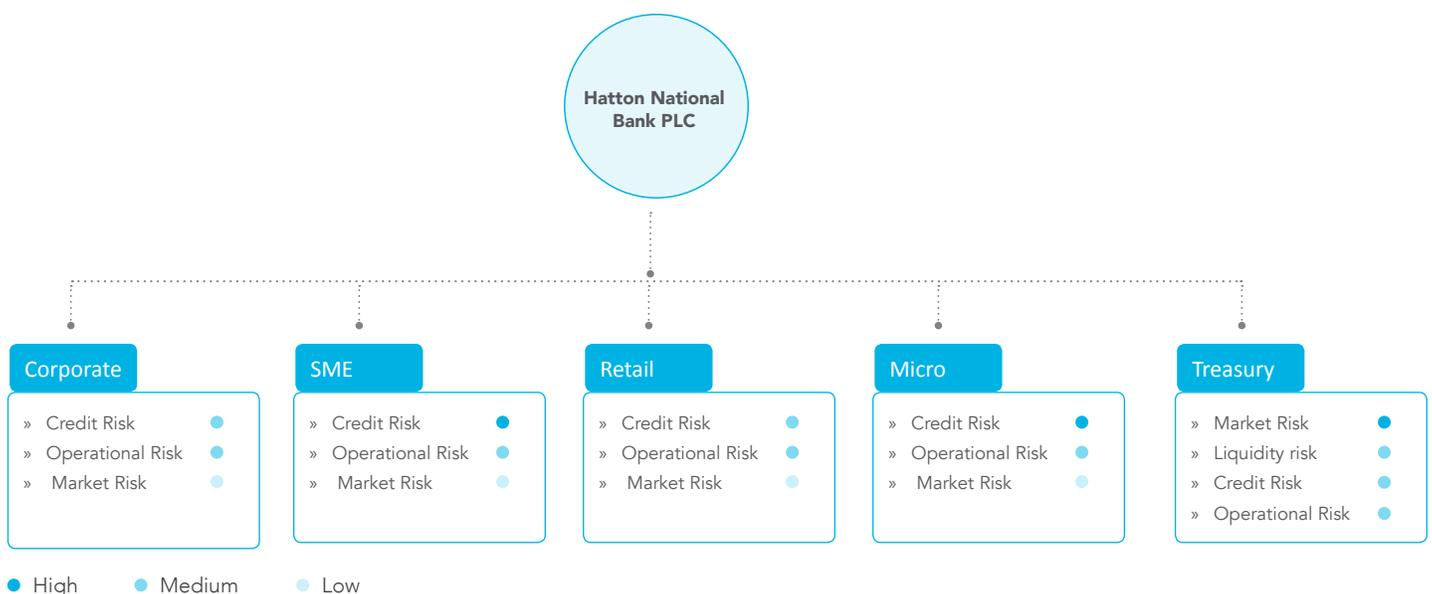 Hatton National
Bank PLC
Corporate
» Credit Risk
» Operational Risk
» Market Risk
SME
» Credit Risk
» Operational Risk
» Market Risk
Retail
» Credit Risk
» Operational Risk
» Market Risk
Micro
» Credit Risk
» Operational Risk
» Market Risk
Treasury
» Market Risk
» Liquidity risk
» Credit Risk
» Operational Risk
High Medium Low